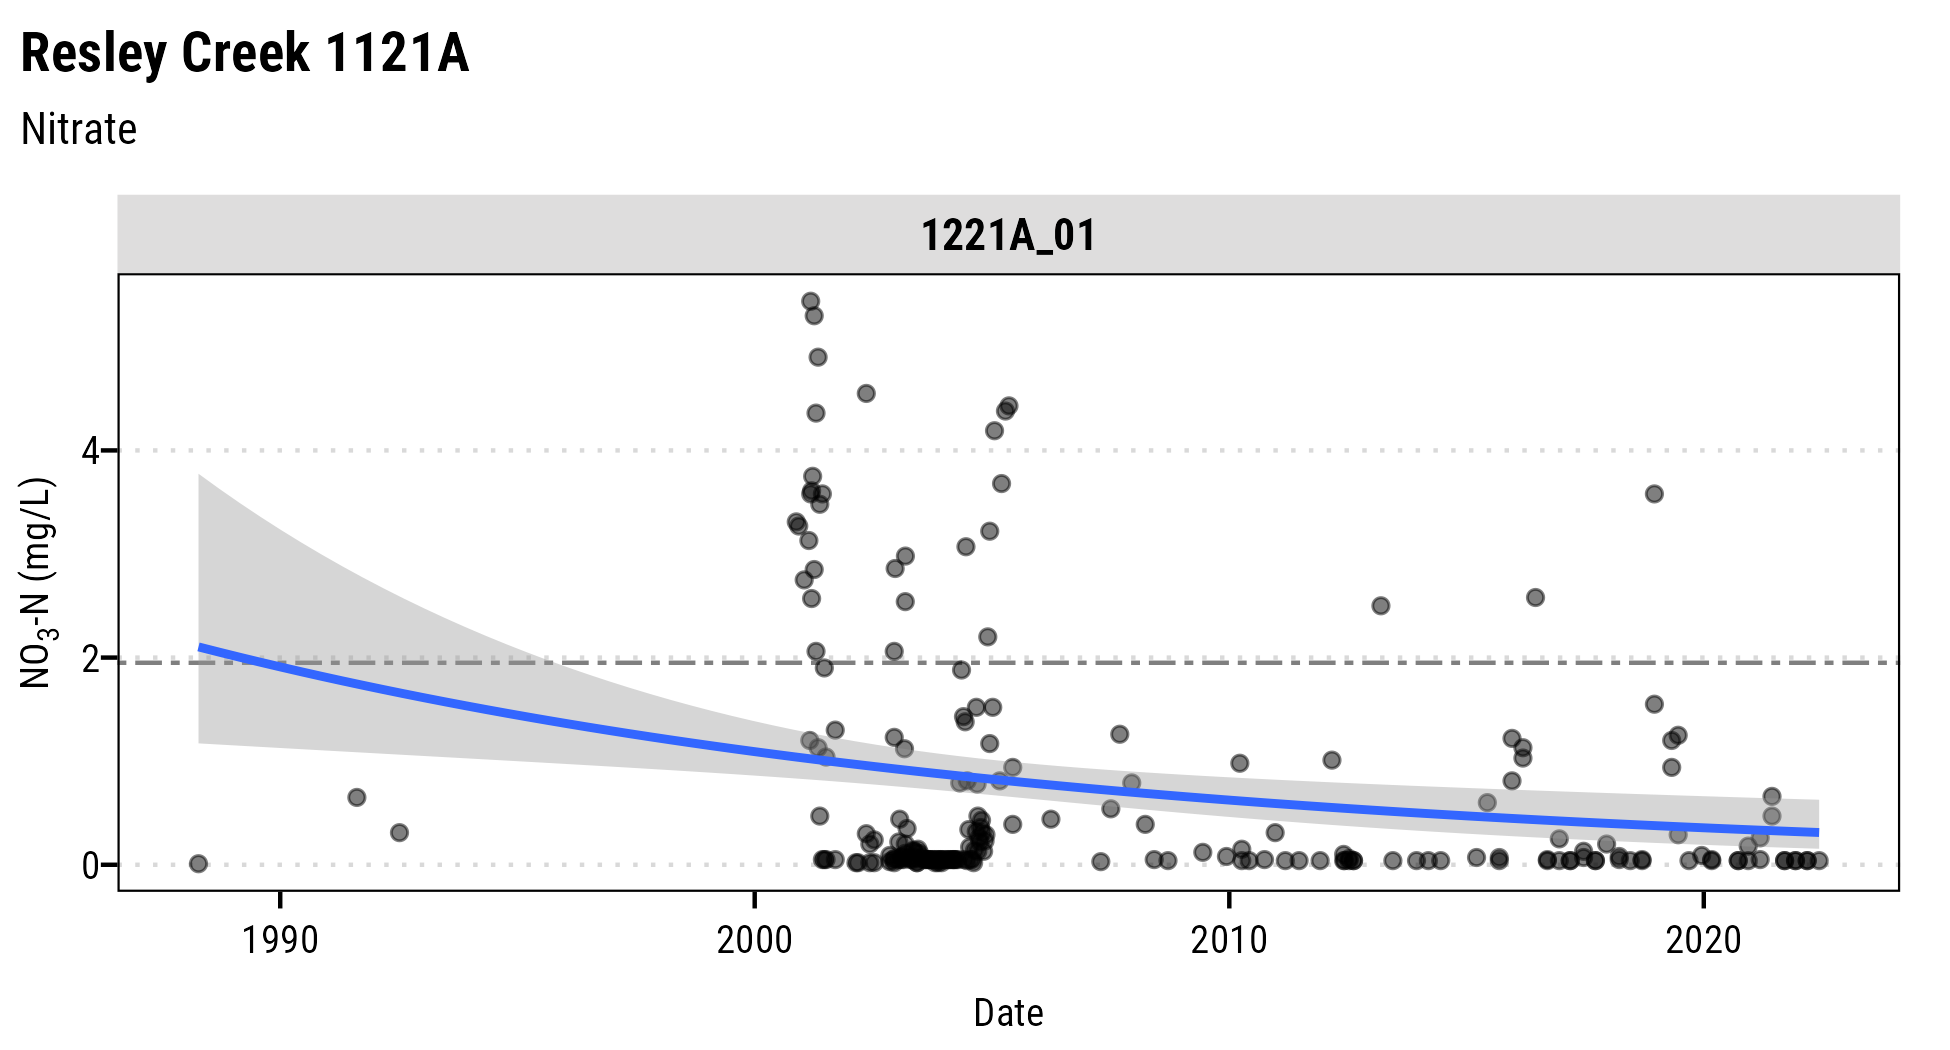 Resley Creek 1121A
Nitrate
1221A_01
NO₃-N (mg/L)
4
2
0
1990 2000 2010 2020
Date